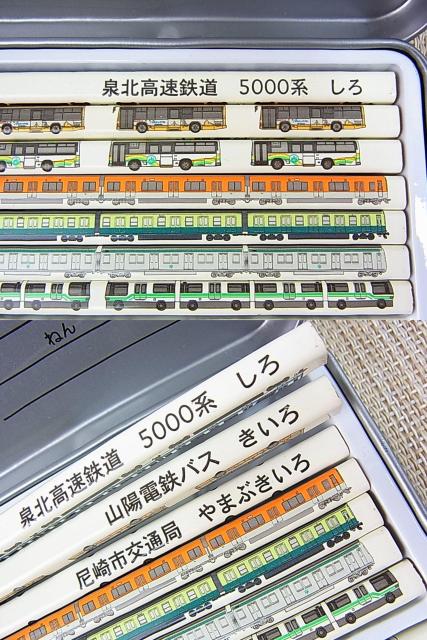 泉北高速鉄道 5000系 しろ
ねん
泉北高速鉄道 5000系 しろ
山陽電鉄バス きいろ
尼崎市交通局 やまぶきいろ